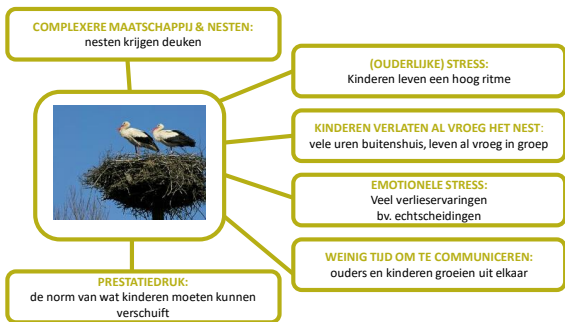 COMPLEXERE MAATSCHAPPIJ & NESTEN:
nesten krijgen deuken
(OUDERLIJKE) STRESS:
Kinderen leven een hoog ritme
KINDEREN VERLATEN AL VROEG HET NEST:
vele uren buitenshuis, leven al vroeg in groep
EMOTIONELE STRESS:
Veel verlieservaringen
bv. echtscheidingen
WEINIG TIJD OM TE COMMUNICEREN:
ouders en kinderen groeien uit elkaar
PRESTATIEDRUK:
de norm van wat kinderen moeten kunnen
verschuift